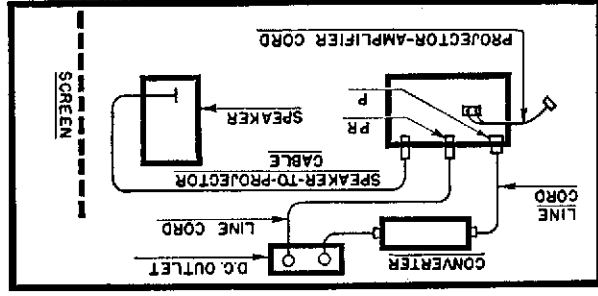 CONVERTER
D.C. OUTLET
LINE
CORD
LINE CORD
SPEAKER-TO-PROJECTOR
CABLE
PR
P
SPEAKER
SCREEN
PROJECTOR-AMPLIFIER CORD